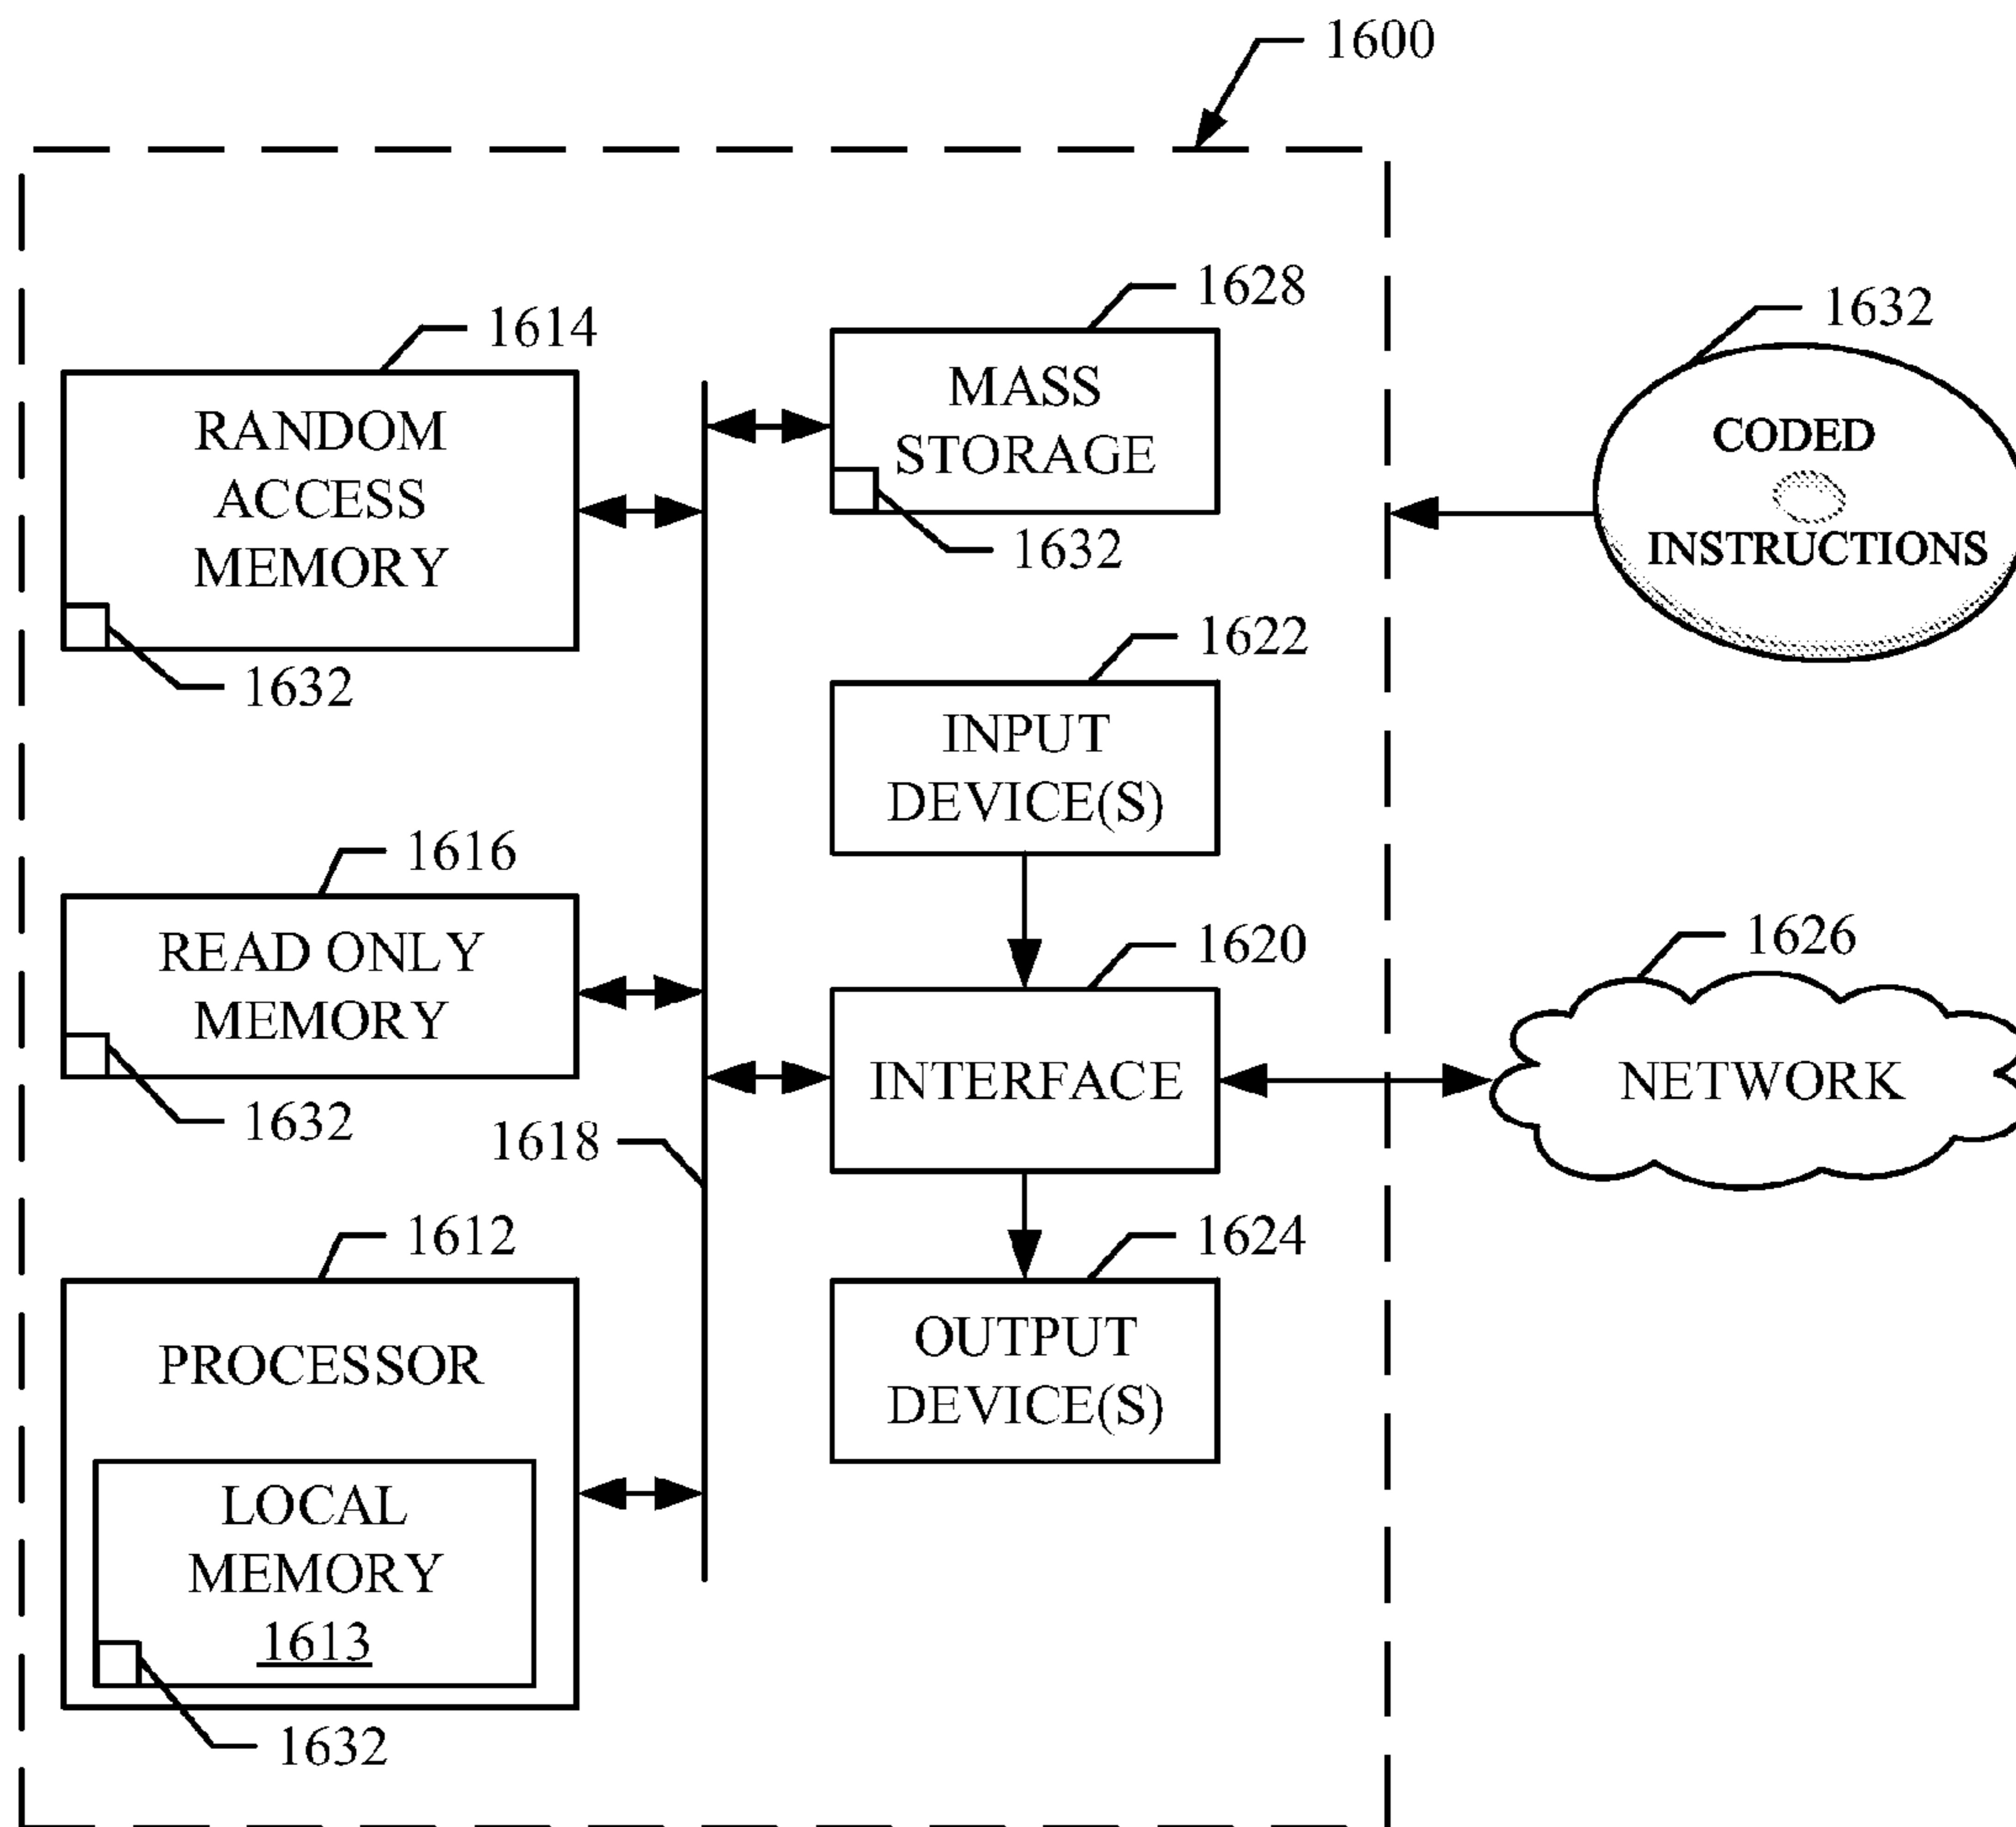 1600
1628
1614
1632
MASS
STORAGE
RANDOM
ACCESS
MEMORY
CODED
INSTRUCTIONS
1632
1632
1622
INPUT
DEVICE(S)
1616
READ ONLY
MEMORY
1620
1626
INTERFACE
NETWORK
1632
1618
1612
1624
PROCESSOR
OUTPUT
DEVICE(S)
LOCAL
MEMORY
1613
1632